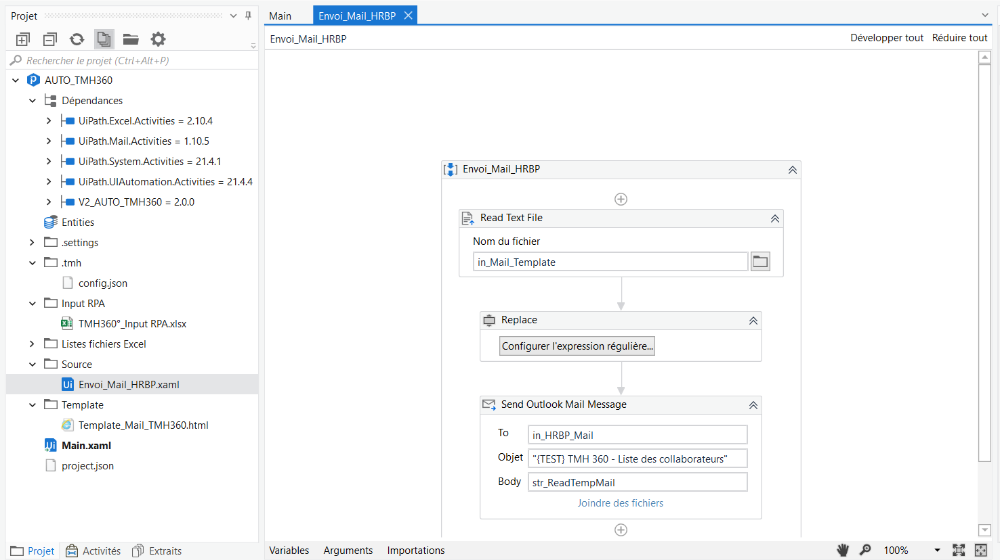 Projet
Rechercher le projet (Ctrl+Alt+P)
AUTO_TMH360
Dépendances
UiPath.Excel.Activities = 2.10.4
UiPath.Mail.Activities = 1.10.5
UiPath.System.Activities = 21.4.1
UiPath.UIAutomation.Activities = 21.4.4
V2_AUTO_TMH360 = 2.0.0
Entities
.settings
.tmh
config.json
Input RPA
TMH360°_Input RPA.xlsx
Listes fichiers Excel
Source
Envoi_Mail_HRBP.xaml
Template
Template_Mail_TMH360.html
Main.xaml
project.json
Projet Activités Extraits
Main Envoi_Mail_HRBP
Envoi_Mail_HRBP Développer tout Réduire tout
Envoi_Mail_HRBP
Read Text File
Nom du fichier
in_Mail_Template
Replace
Configurer l'expression régulière...
Send Outlook Mail Message
To in_HRBP_Mail
Objet "{TEST} TMH 360 - Liste des collaborateurs"
Body str_ReadTempMail
Joindre des fichiers
Variables Arguments Importations 100%